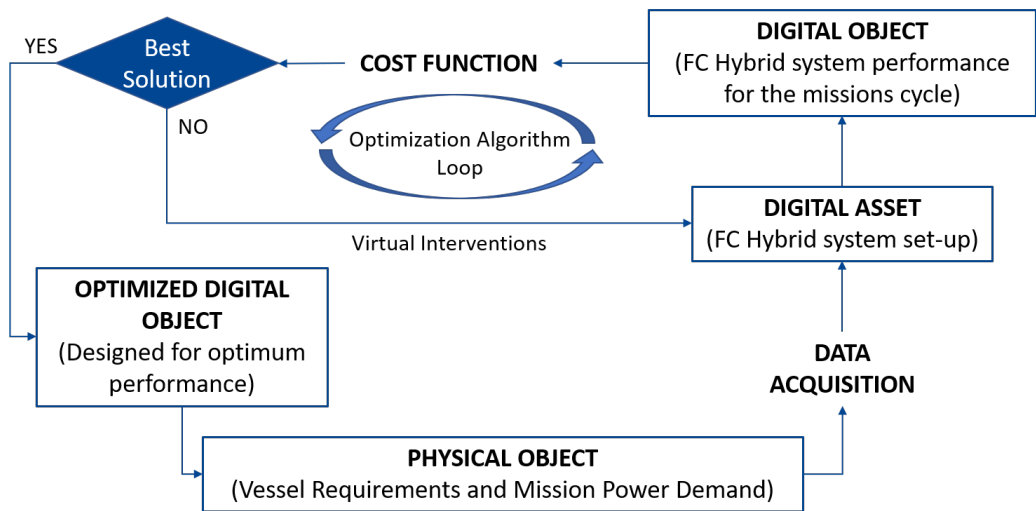 YES
Best
Solution
NO
COST FUNCTION
DIGITAL OBJECT
(FC Hybrid system performance
for the missions cycle)
Optimization Algorithm
Loop
Virtual Interventions
DIGITAL ASSET
(FC Hybrid system set-up)
OPTIMIZED DIGITAL
OBJECT
(Designed for optimum
performance)
DATA
ACQUISITION
PHYSICAL OBJECT
(Vessel Requirements and Mission Power Demand)